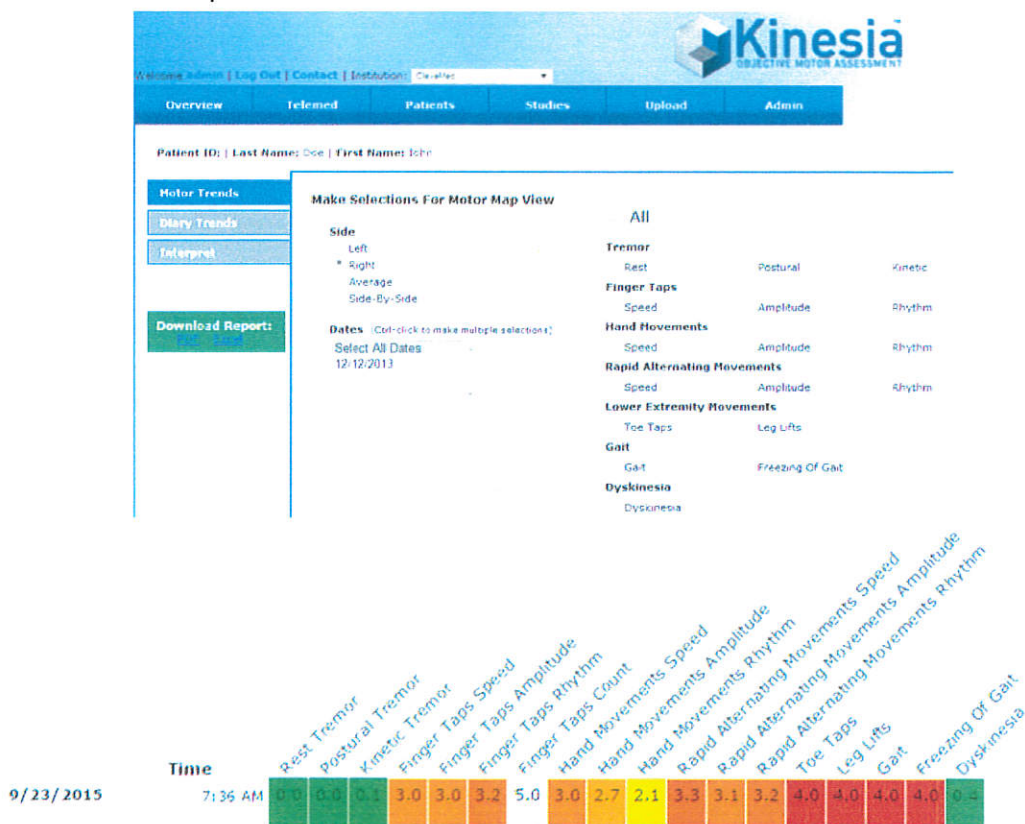 Kinesia
OBJECTIVE MOTOR ASSESSMENT
Welcome admin | Log Out | Contact | Institution: CleveMed
Overview Telemed Patients Studies Upload Admin
Patient ID: | Last Name: Doe | First Name: John
Motor Trends
Diary Trends
Interpret
Download Report:
Make Selections For Motor Map View
Side
Left
* Right
Average
Side-By-Side
Dates (Ctrl-click to make multiple selections)
Select All Dates
12/12/2013
All
Tremor
Rest Postural Kinetic
Finger Taps
Speed Amplitude Rhythm
Hand Movements
Speed Amplitude Rhythm
Rapid Alternating Movements
Speed Amplitude Rhythm
Lower Extremity Movements
Toe Taps Leg Lifts
Gait
Gait Freezing Of Gait
Dyskinesia
Dyskinesia
Time
Rest Tremor
Postural Tremor
Kinetic Tremor
Finger Taps Speed
Finger Taps Amplitude
Finger Taps Rhythm
Finger Taps Count
Hand Movements Speed
Hand Movements Amplitude
Hand Movements Rhythm
Rapid Alternating Movements Speed
Rapid Alternating Movements Amplitude
Rapid Alternating Movements Rhythm
Toe Taps
Leg Lifts
Gait
Freezing Of Gait
Dyskinesia
9/23/2015 7:36 AM 0.0 0.0 0.1 3.0 3.0 3.2 5.0 3.0 2.7 2.1 3.3 3.1 3.2 4.0 4.0 4.0 4.0 0.4